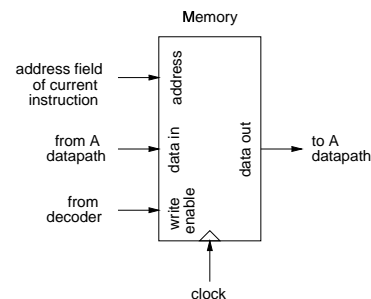 Memory
address field
of current
instruction
address
from A
datapath
data in
data out
to A
datapath
from
decoder
write
enable
clock